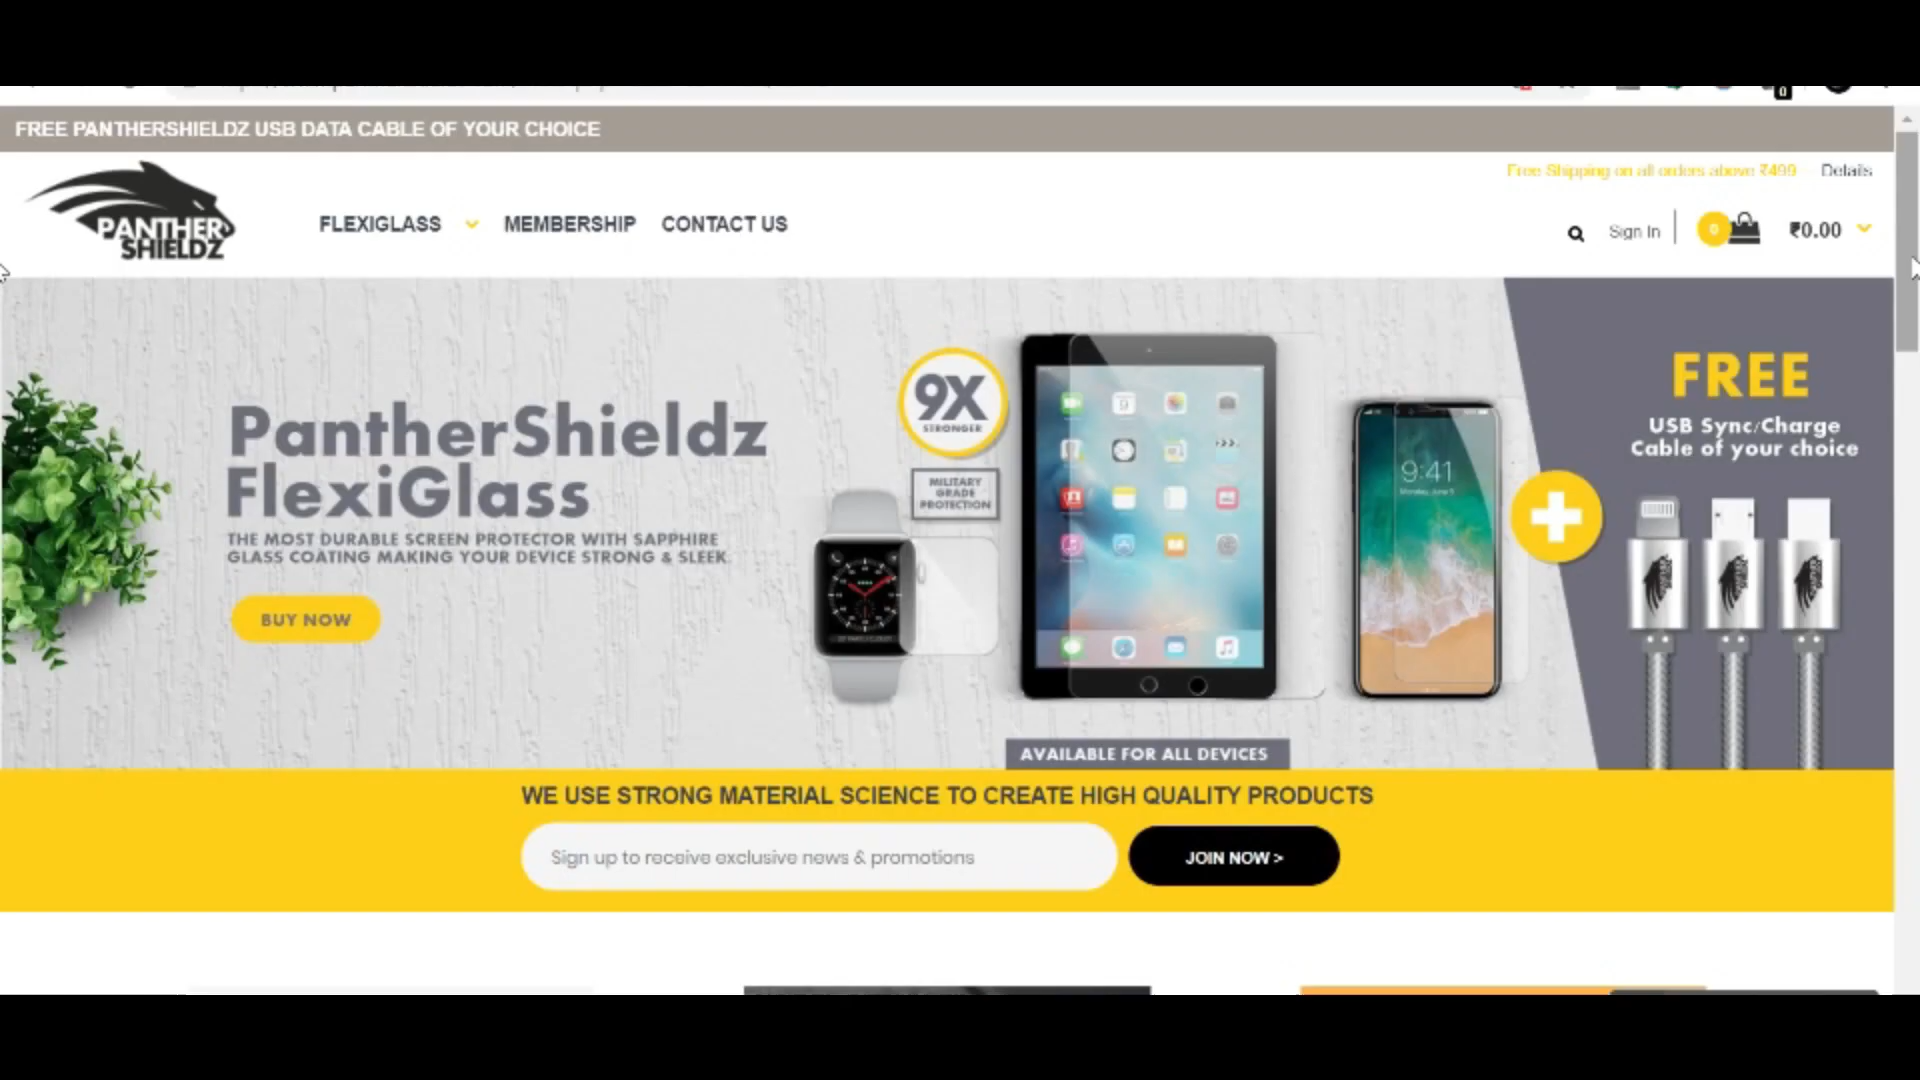 FREE PANTHERSHIELDZ USB DATA CABLE OF YOUR CHOICE
Free Shipping on all orders above ₹499 Details
PANTHER
SHIELDZ
FLEXIGLASS MEMBERSHIP CONTACT US
Sign In 0 ₹0.00
PantherShieldz
FlexiGlass
THE MOST DURABLE SCREEN PROTECTOR WITH SAPPHIRE
GLASS COATING MAKING YOUR DEVICE STRONG & SLEEK.
BUY NOW
9X
STRONGER
MILITARY
GRADE
PROTECTION
9:41
FREE
USB Sync/Charge
Cable of your choice
AVAILABLE FOR ALL DEVICES
WE USE STRONG MATERIAL SCIENCE TO CREATE HIGH QUALITY PRODUCTS
Sign up to receive exclusive news & promotions
JOIN NOW >